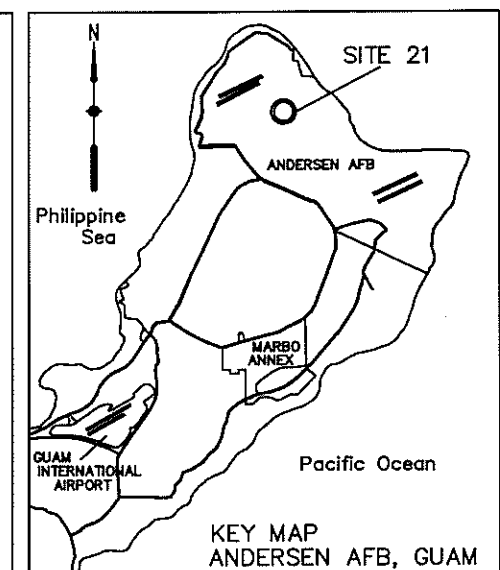 N
SITE 21
ANDERSEN AFB
Philippine
Sea
MARBO
ANNEX
GUAM
INTERNATIONAL
AIRPORT
Pacific Ocean
KEY MAP
ANDERSEN AFB, GUAM